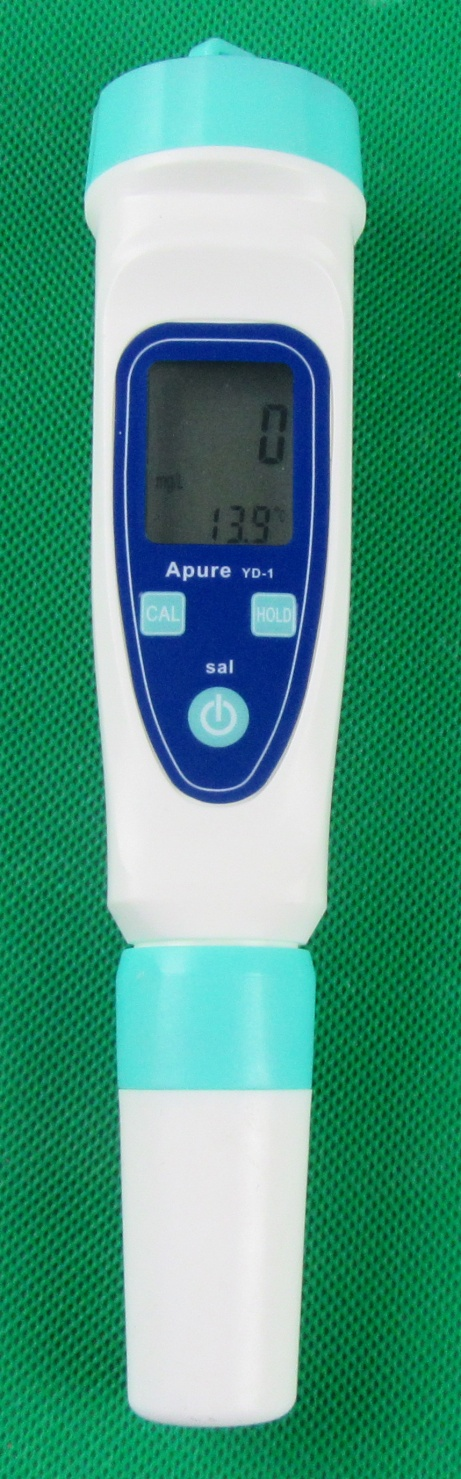 0
mg/L
13.9°C
Apure YD-1
CAL HOLD
sal